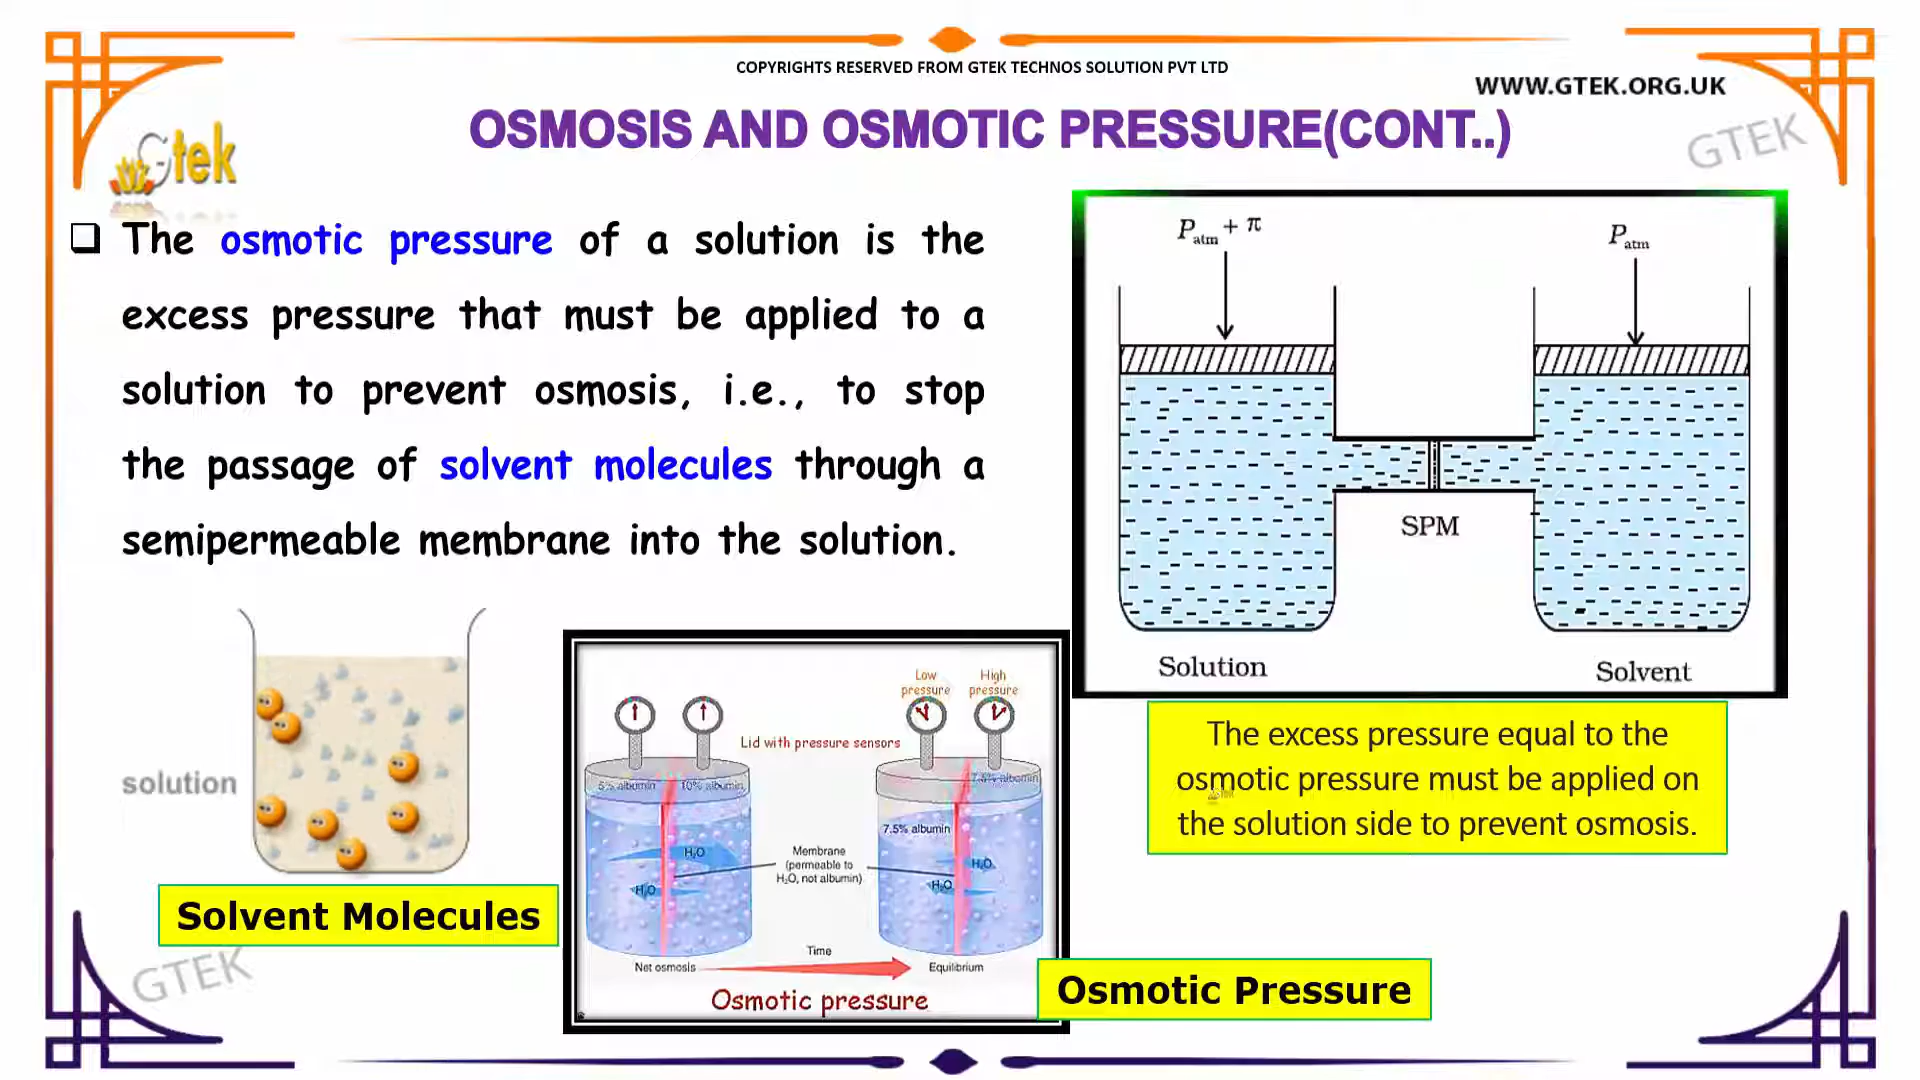 COPYRIGHTS RESERVED FROM GTEK TECHNOS SOLUTION PVT LTD
WWW.GTEK.ORG.UK
Gtek
OSMOSIS AND OSMOTIC PRESSURE(CONT..)
GTEK
❑ The osmotic pressure of a solution is the
excess pressure that must be applied to a
solution to prevent osmosis, i.e., to stop
the passage of solvent molecules through a
semipermeable membrane into the solution.
P atm + π
P atm
SPM
Solution
Solvent
The excess pressure equal to the
osmotic pressure must be applied on
the solution side to prevent osmosis.
solution
Solvent Molecules
GTEK
Low
pressure
High
pressure
Lid with pressure sensors
5% albumin
10% albumin
7.5% albumin
7.5% albumin
H₂O
H₂O
Membrane
(permeable to
H₂O, not albumin)
H₂O
H₂O
Time
Net osmosis
Equilibrium
Osmotic pressure
Osmotic Pressure